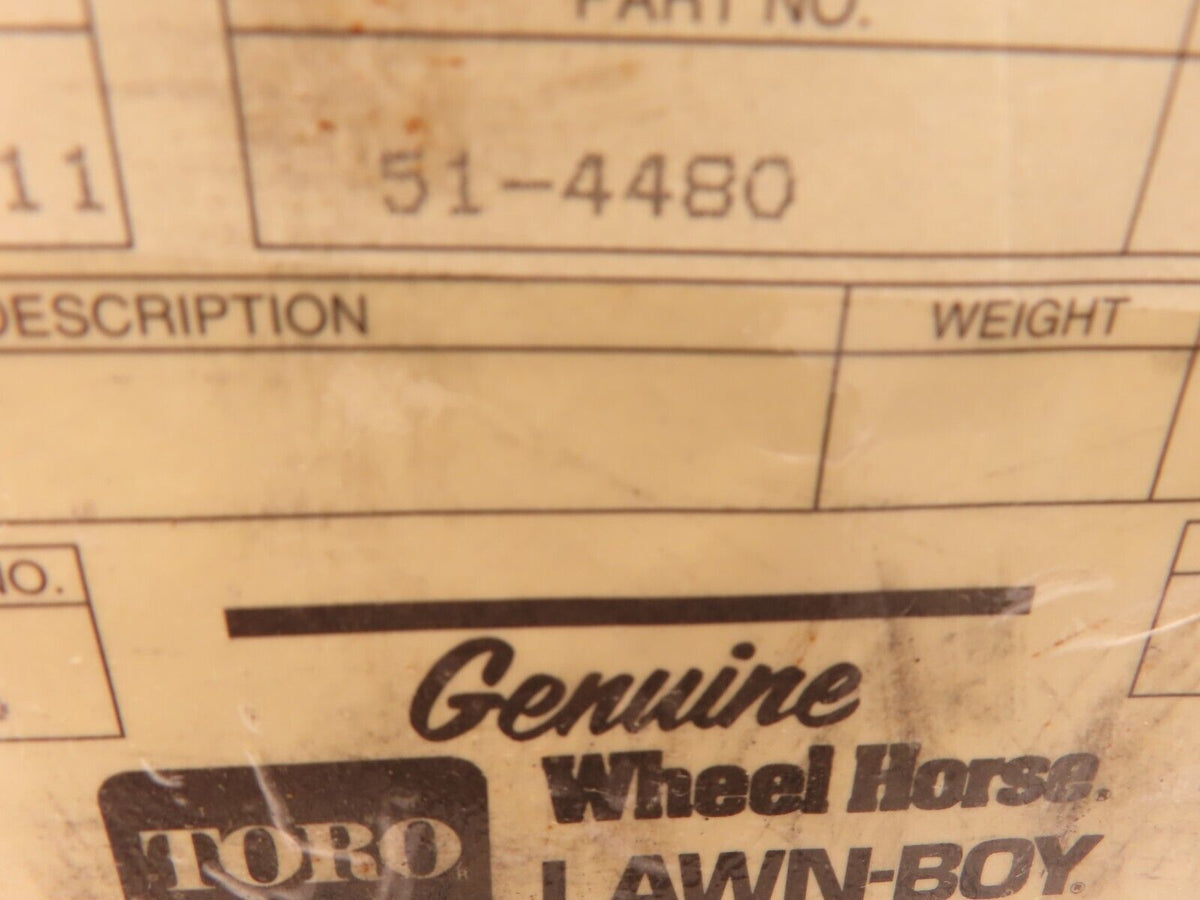 PART NO.
11 51-4480
DESCRIPTION WEIGHT
NO.
Genuine
Wheel Horse®
TORO®
LAWN-BOY®